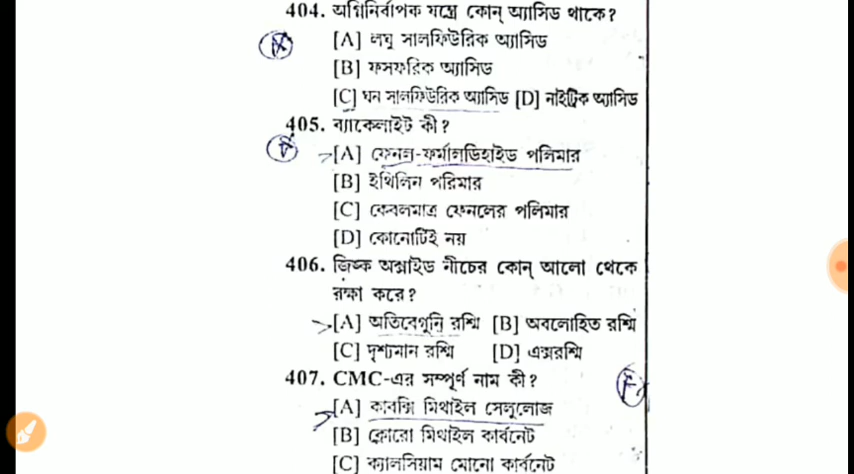 404. অগ্নিনির্বাপক যন্ত্রে কোন্ অ্যাসিড থাকে?
[A] লঘু সালফিউরিক অ্যাসিড
[B] ফসফরিক অ্যাসিড
[C] ঘন সালফিউরিক অ্যাসিড [D] নাইট্রিক অ্যাসিড
405. ব্যাকেলাইট কী?
[A] ফেনল-ফর্মালডিহাইড পলিমার
[B] ইথিলিন পরিমার
[C] কেবলমাত্র ফেনলের পলিমার
[D] কোনোটিই নয়
406. জিঙ্ক অক্সাইড নীচের কোন্ আলো থেকে
রক্ষা করে?
[A] অতিবেগুনি রশ্মি [B] অবলোহিত রশ্মি
[C] দৃশ্যমান রশ্মি [D] এক্সরশ্মি
407. CMC-এর সম্পূর্ণ নাম কী?
[A] কাবক্সি মিথাইল সেলুলোজ
[B] ক্লোরো মিথাইল কার্বনেট
[C] ক্যালসিয়াম মোনো কার্বনেট